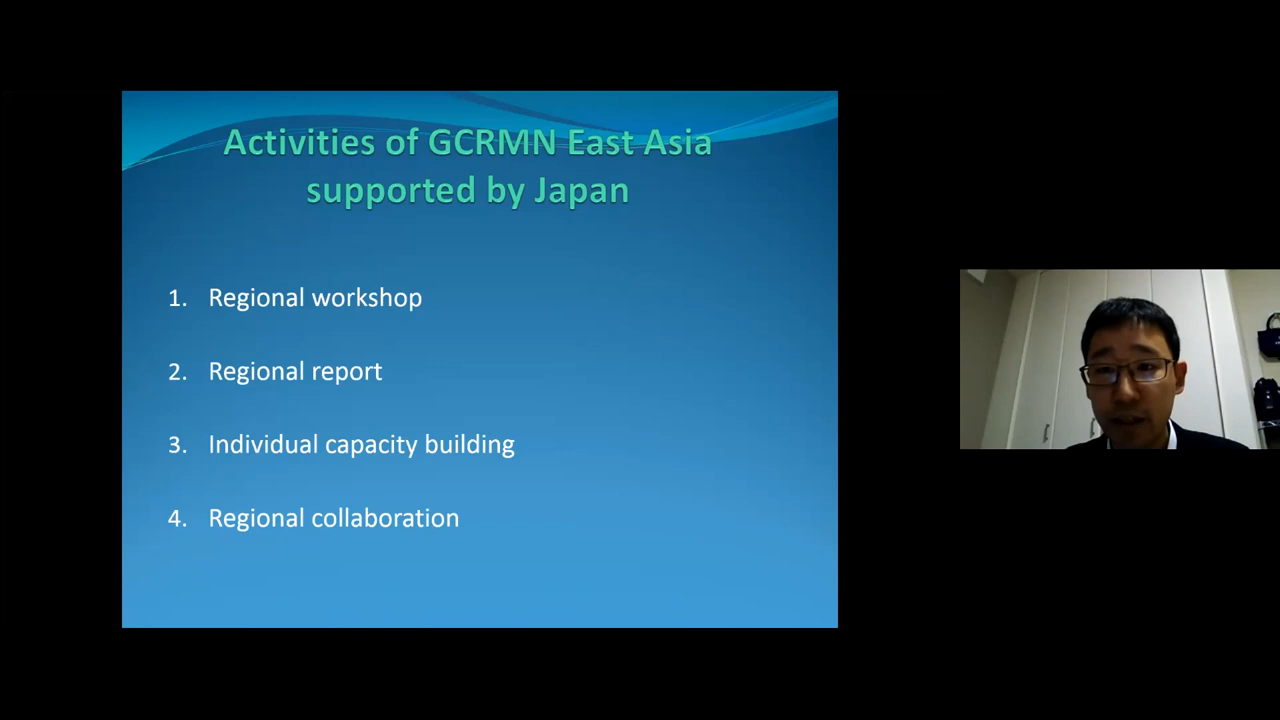 Activities of GCRMN East Asia
supported by Japan
1. Regional workshop
2. Regional report
3. Individual capacity building
4. Regional collaboration